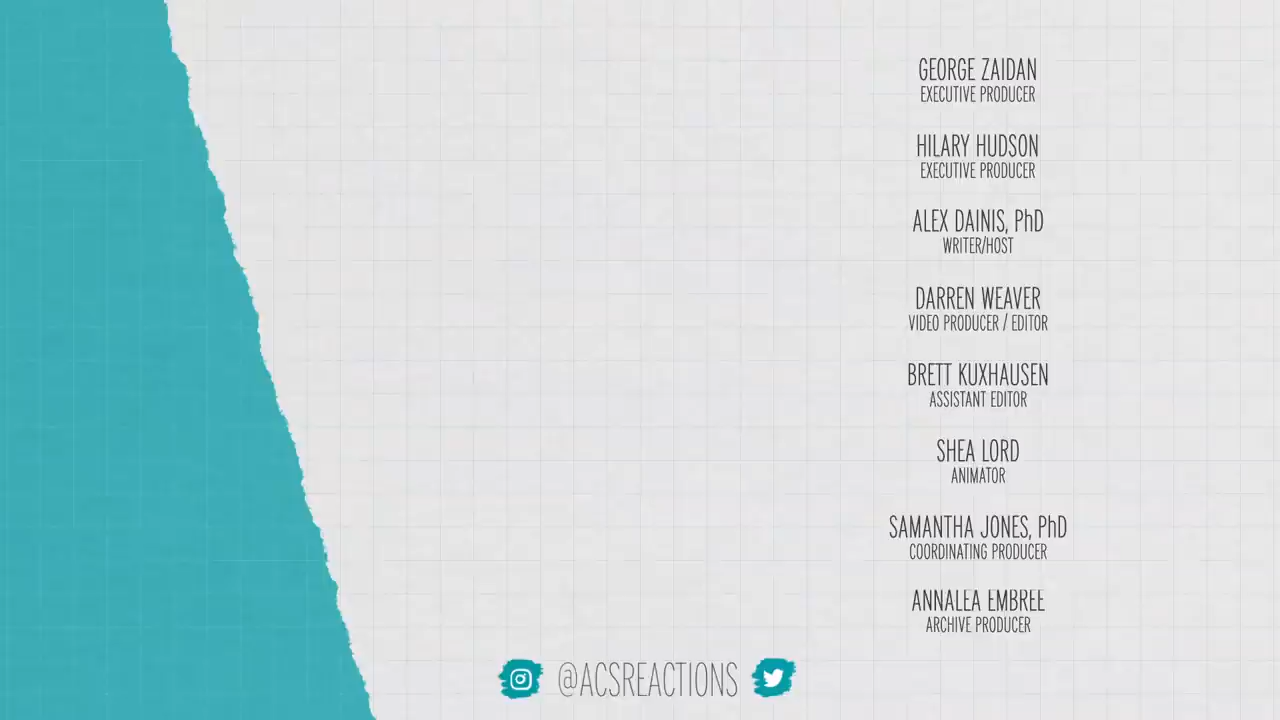 GEORGE ZAIDAN
EXECUTIVE PRODUCER
HILARY HUDSON
EXECUTIVE PRODUCER
ALEX DAINIS, PhD
WRITER/HOST
DARREN WEAVER
VIDEO PRODUCER / EDITOR
BRETT KUXHAUSEN
ASSISTANT EDITOR
SHEA LORD
ANIMATOR
SAMANTHA JONES, PhD
COORDINATING PRODUCER
ANNALEA EMBREE
ARCHIVE PRODUCER
@ACSREACTIONS